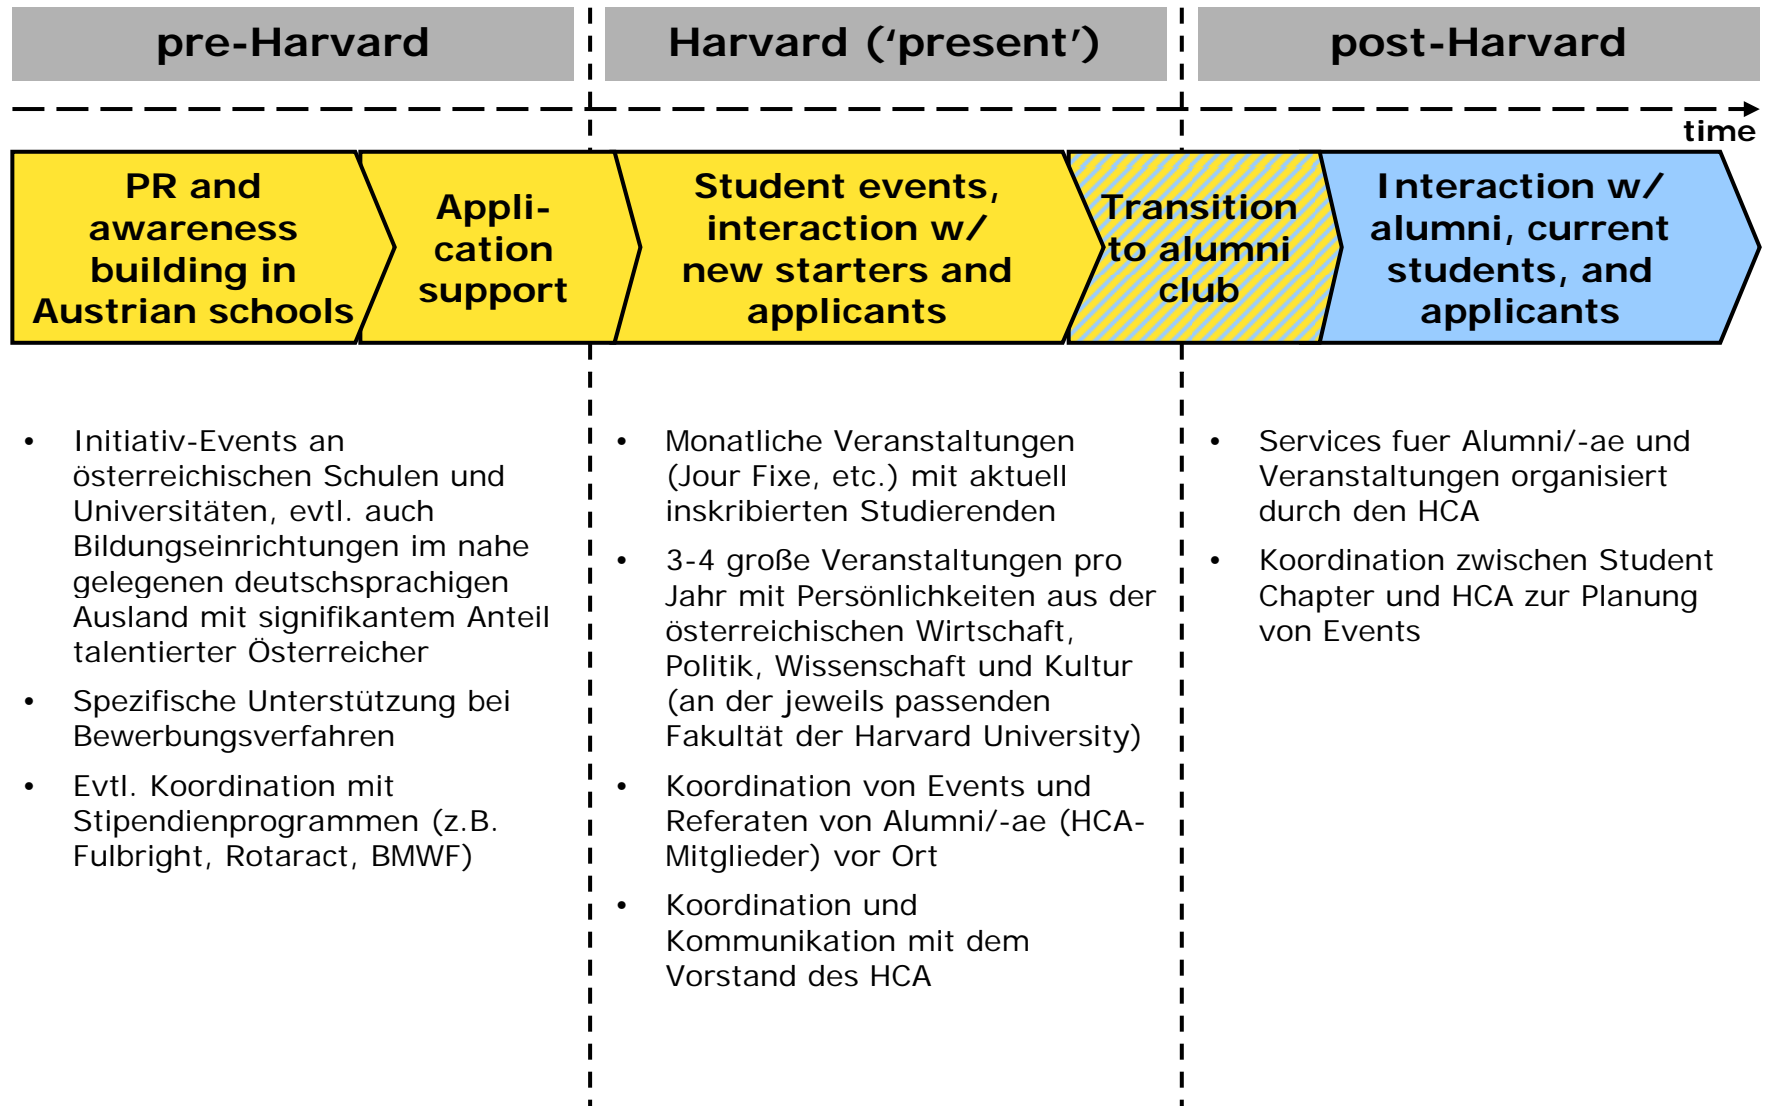 pre-Harvard
Harvard (‘present’)
post-Harvard
time
PR and
awareness
building in
Austrian schools
Appli-
cation
support
Student events,
interaction w/
new starters and
applicants
Transition
to alumni
club
Interaction w/
alumni, current
students, and
applicants
• Initiativ-Events an
österreichischen Schulen und
Universitäten, evtl. auch
Bildungseinrichtungen im nahe
gelegenen deutschsprachigen
Ausland mit signifikantem Anteil
talentierter Österreicher
• Spezifische Unterstützung bei
Bewerbungsverfahren
• Evtl. Koordination mit
Stipendienprogrammen (z.B.
Fulbright, Rotaract, BMWF)
• Monatliche Veranstaltungen
(Jour Fixe, etc.) mit aktuell
inskribierten Studierenden
• 3-4 große Veranstaltungen pro
Jahr mit Persönlichkeiten aus der
österreichischen Wirtschaft,
Politik, Wissenschaft und Kultur
(an der jeweils passenden
Fakultät der Harvard University)
• Koordination von Events und
Referaten von Alumni/-ae (HCA-
Mitglieder) vor Ort
• Koordination und
Kommunikation mit dem
Vorstand des HCA
• Services fuer Alumni/-ae und
Veranstaltungen organisiert
durch den HCA
• Koordination zwischen Student
Chapter und HCA zur Planung
von Events